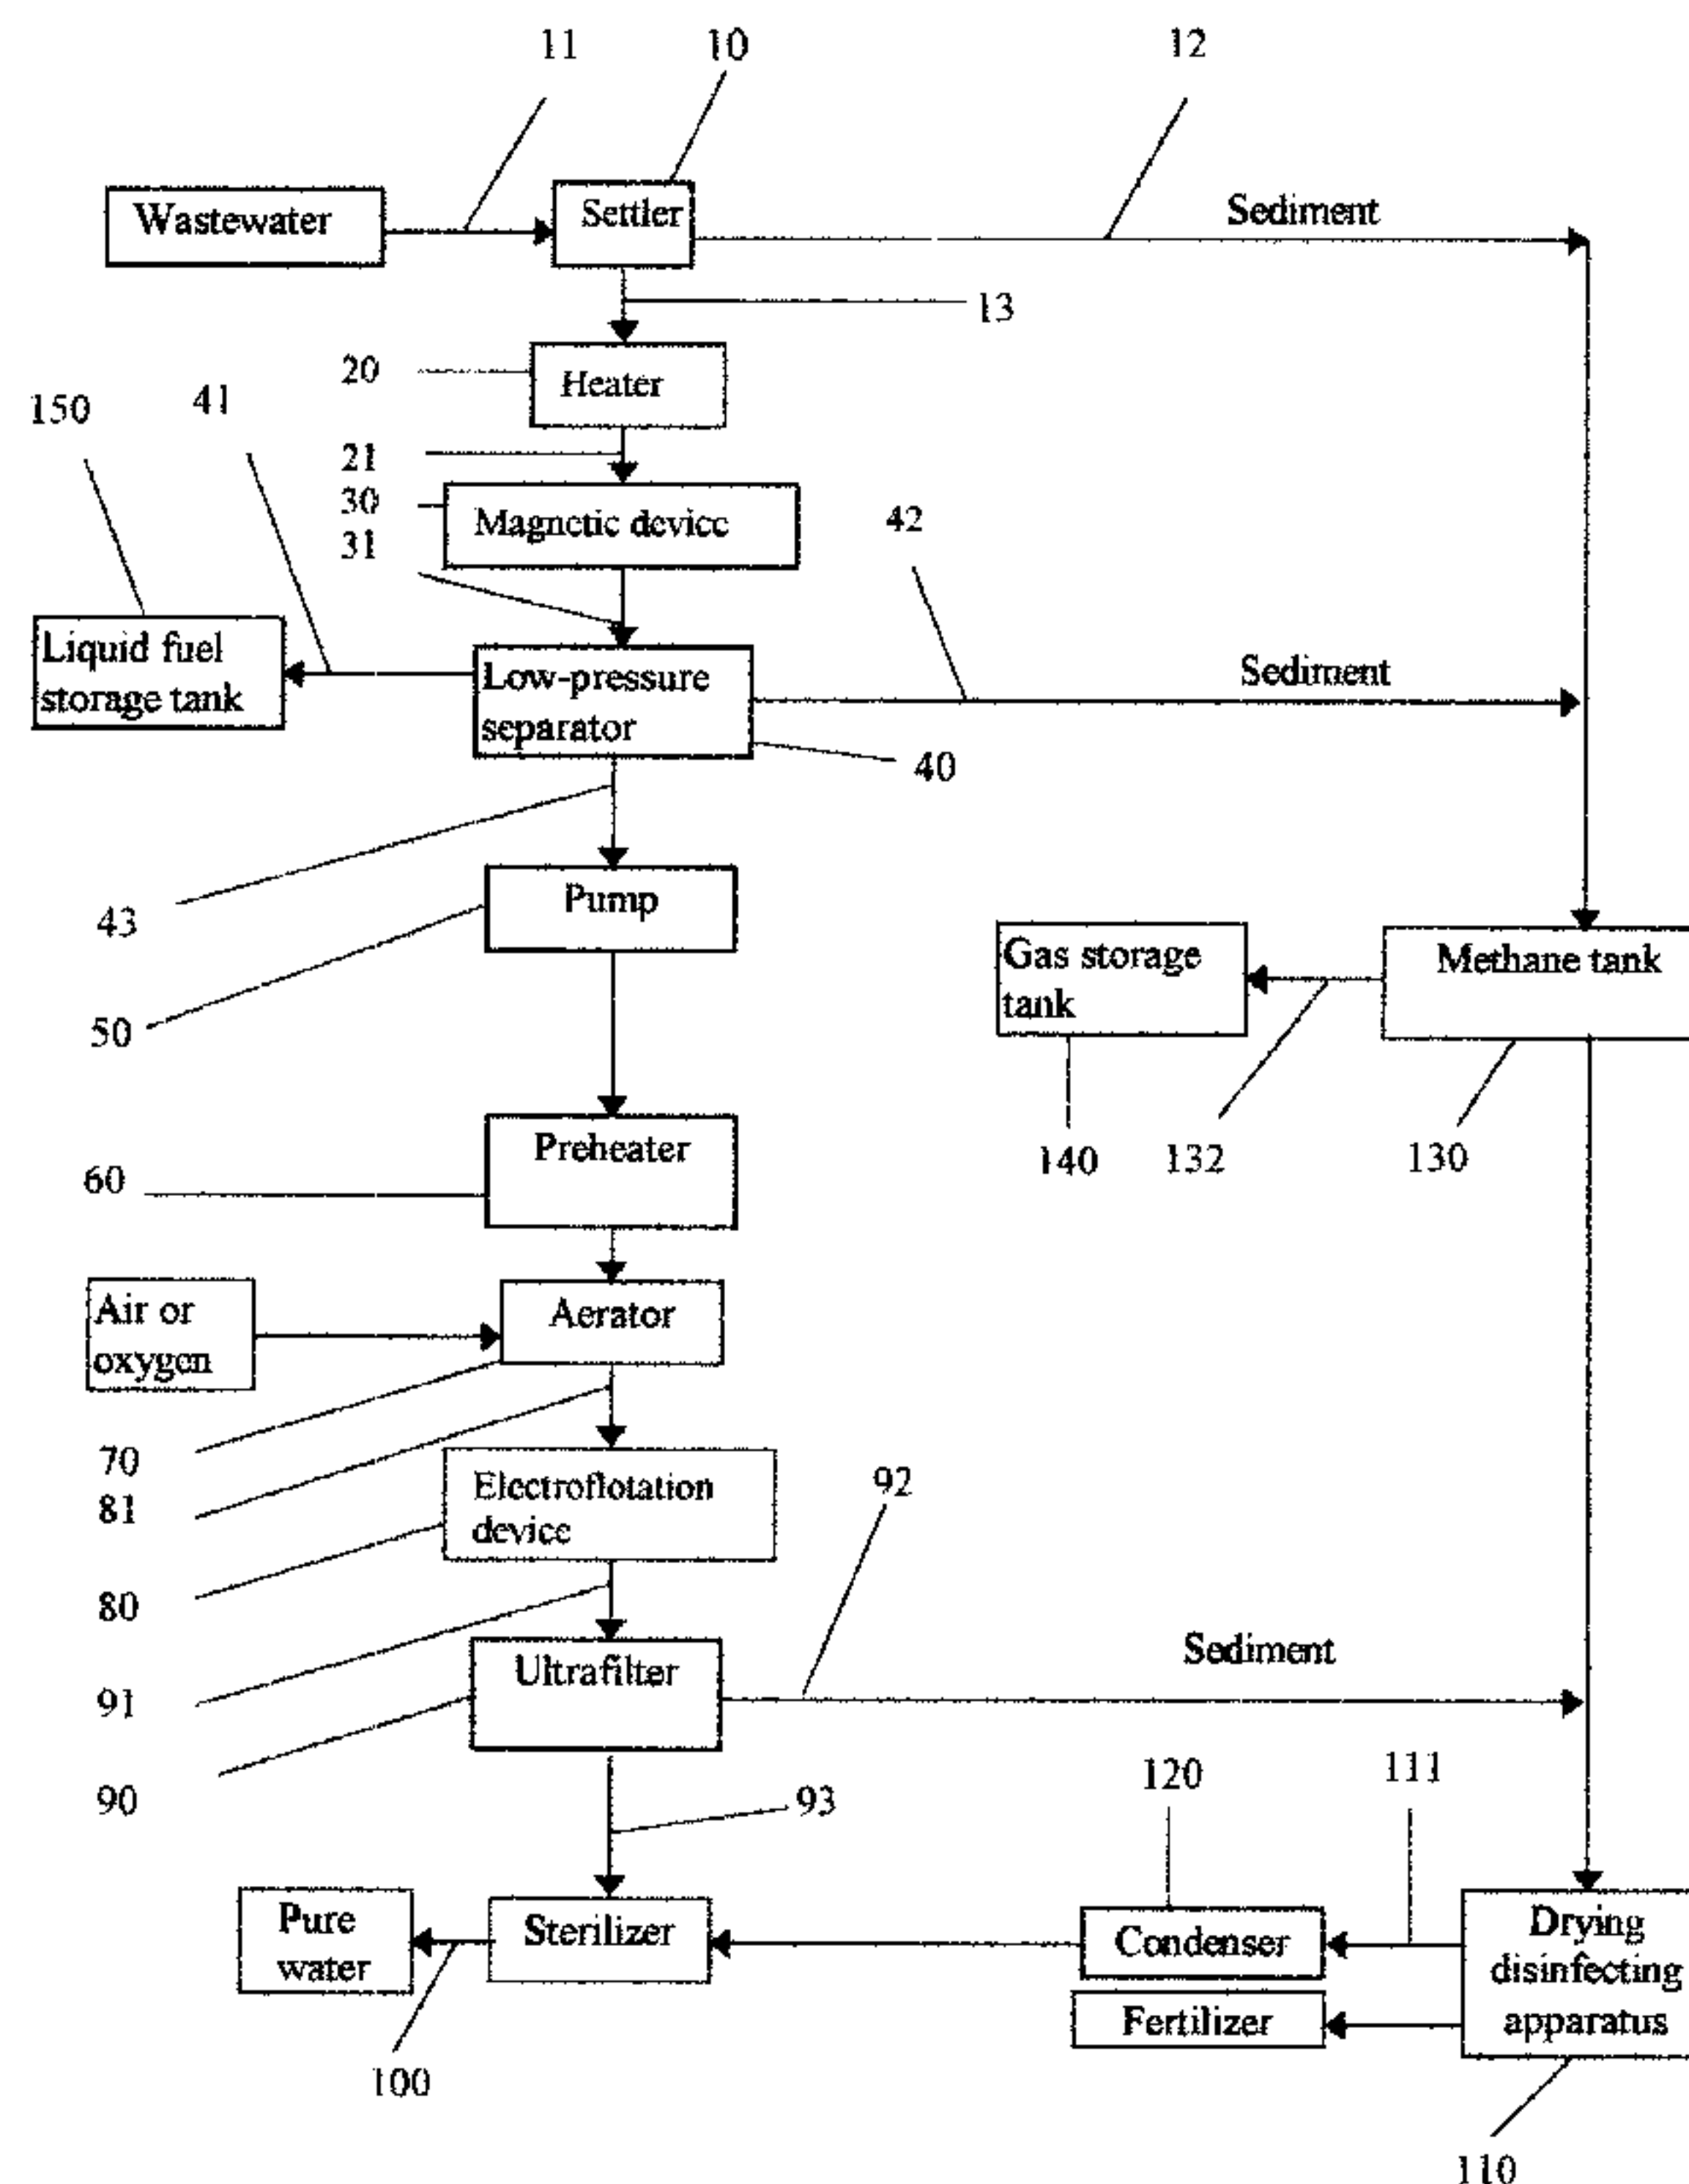 11
10
12
Wastewater
Settler
Sediment
13
20
Heater
150
41
21
30
Magnetic device
31
42
Liquid fuel
storage tank
Low-pressure
separator
Sediment
40
43
Pump
50
Gas storage
tank
Methane tank
140
132
130
Preheater
60
Air or
oxygen
Aerator
70
81
Electroflotation
device
92
80
Ultrafilter
Sediment
91
90
93
120
111
Pure
water
Sterilizer
Condenser
Fertilizer
Drying
disinfecting
apparatus
100
110